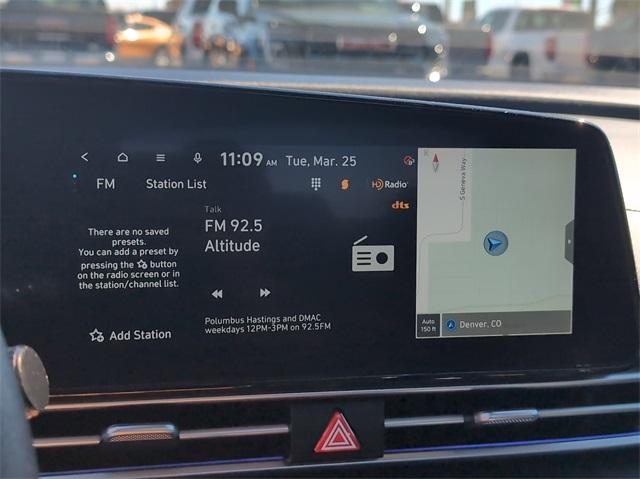 11:09 AM Tue, Mar. 25
FM Station List
HD Radio
dts
Talk
FM 92.5
Altitude
There are no saved
presets.
You can add a preset by
pressing the button
on the radio screen or in
the station/channel list.
Add Station
Polumbus Hastings and DMAC
weekdays 12PM-3PM on 92.5FM
S Geneva Way
Auto
150 ft
Denver, CO